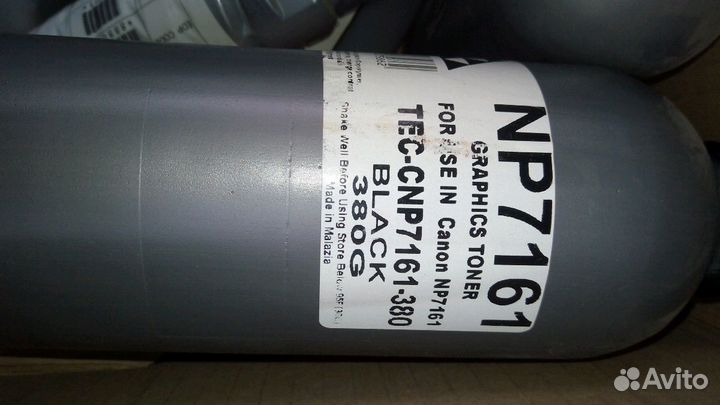 NP7161
GRAPHICS TONER
FOR USE IN Canon NP7161
TEC-CNP7161-380
BLACK
380G
Shake Well Before Using Store Below 95F
Made in Malazia
Avito